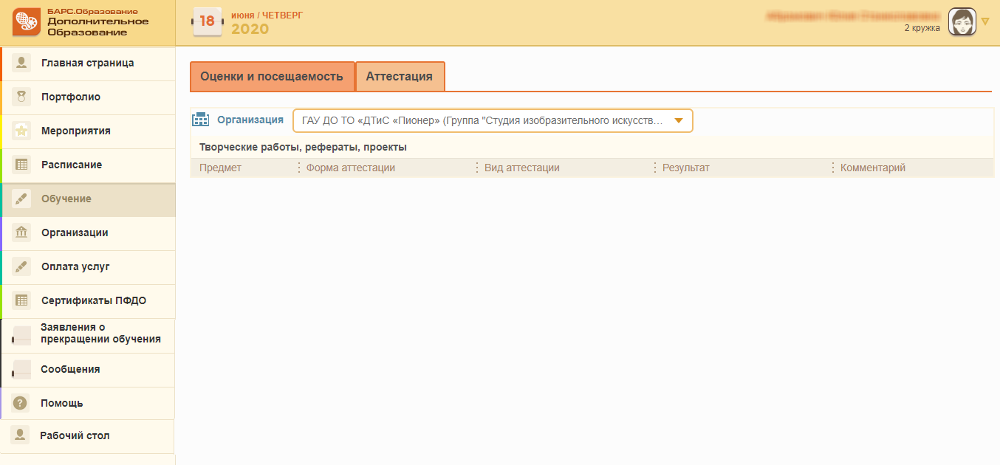 БАРС.Образование
Дополнительное
Образование
18
июня / ЧЕТВЕРГ
2020
2 кружка
Главная страница
Портфолио
Мероприятия
Расписание
Обучение
Организации
Оплата услуг
Сертификаты ПФДО
Заявления о
прекращении обучения
Сообщения
? Помощь
Рабочий стол
Оценки и посещаемость
Аттестация
Организация
ГАУ ДО ТО «ДТиС «Пионер» (Группа "Студия изобразительного искусств...
Творческие работы, рефераты, проекты
Предмет
Форма аттестации
Вид аттестации
Результат
Комментарий